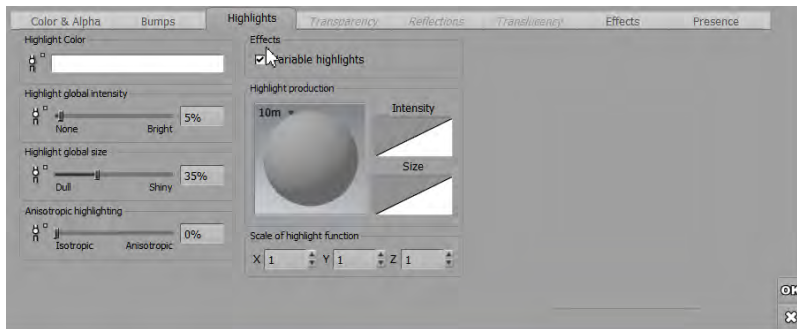 Color & Alpha Bumps Highlights Transparency Reflections Translucency Effects Presence
Highlight Color
Effects
Variable highlights
Highlight global intensity
5%
None Bright
Highlight production
10m
Intensity
Size
Highlight global size
35%
Dull Shiny
Anisotropic highlighting
0%
Isotropic Anisotropic
Scale of highlight function
X 1 Y 1 Z 1
OK